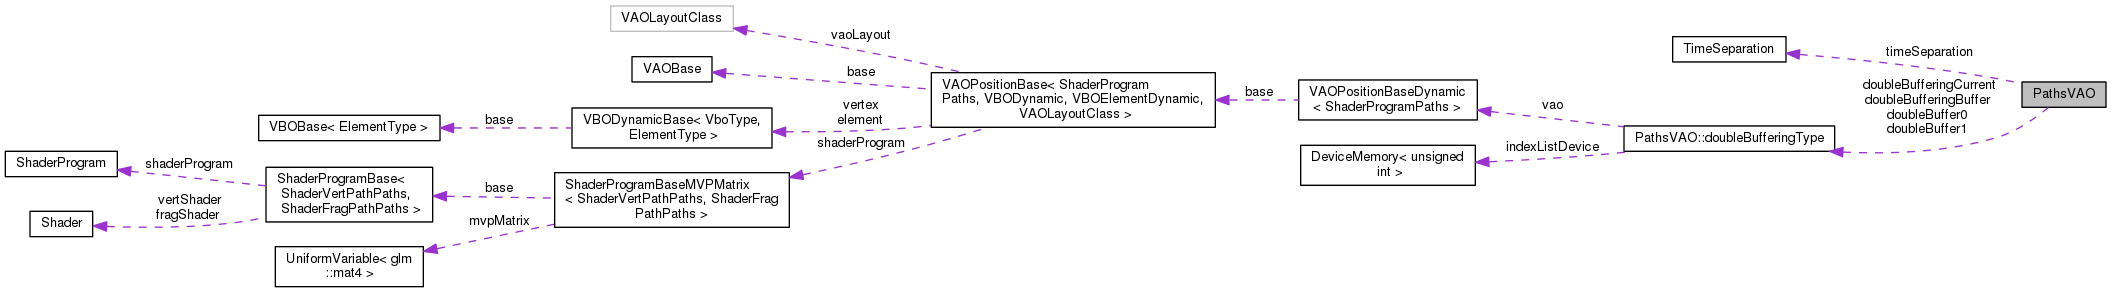 VAOLayoutClass
vaoLayout
TimeSeparation
timeSeparation
VAOBase
base
VAOPositionBase< ShaderProgram
Paths, VBODynamic, VBOElementDynamic,
VAOLayoutClass >
base
VAOPositionBaseDynamic
< ShaderProgramPaths >
doubleBufferingCurrent
doubleBufferingBuffer
doubleBuffer0
doubleBuffer1
PathsVAO
VBOBase< ElementType >
base
VBODynamicBase< VboType,
ElementType >
vertex
element
vao
PathsVAO::doubleBufferingType
ShaderProgram
shaderProgram
shaderProgram
DeviceMemory< unsigned
int >
indexListDevice
ShaderProgramBase<
ShaderVertPathPaths,
ShaderFragPathPaths >
base
ShaderProgramBaseMVPMatrix
< ShaderVertPathPaths, ShaderFrag
PathPaths >
Shader
vertShader
fragShader
mvpMatrix
UniformVariable< glm
::mat4 >